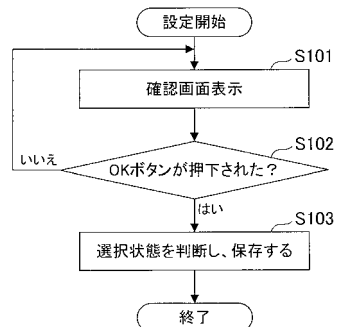 設定開始
S101
確認画面表示
S102
OKボタンが押下された？
いいえ
はい
S103
選択状態を判断し、保存する
終了